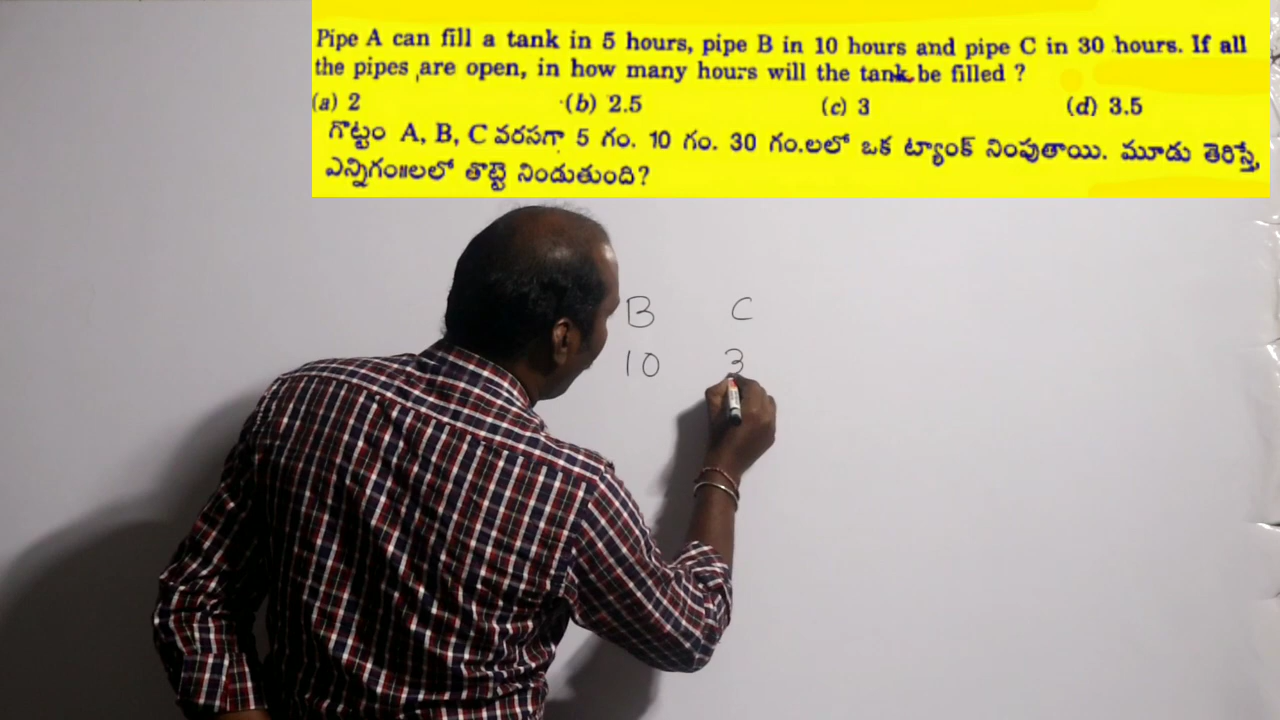 Pipe A can fill a tank in 5 hours, pipe B in 10 hours and pipe C in 30 hours. If all
the pipes are open, in how many hours will the tank be filled ?
(a) 2 (b) 2.5 (c) 3 (d) 3.5
గొట్టం A, B, C వరసగా 5 గం. 10 గం. 30 గం.లలో ఒక ట్యాంక్ నింపుతాయి. మూడు తెరిస్తే,
ఎన్నిగం॥లలో తొట్టె నిండుతుంది?
B C
10 3